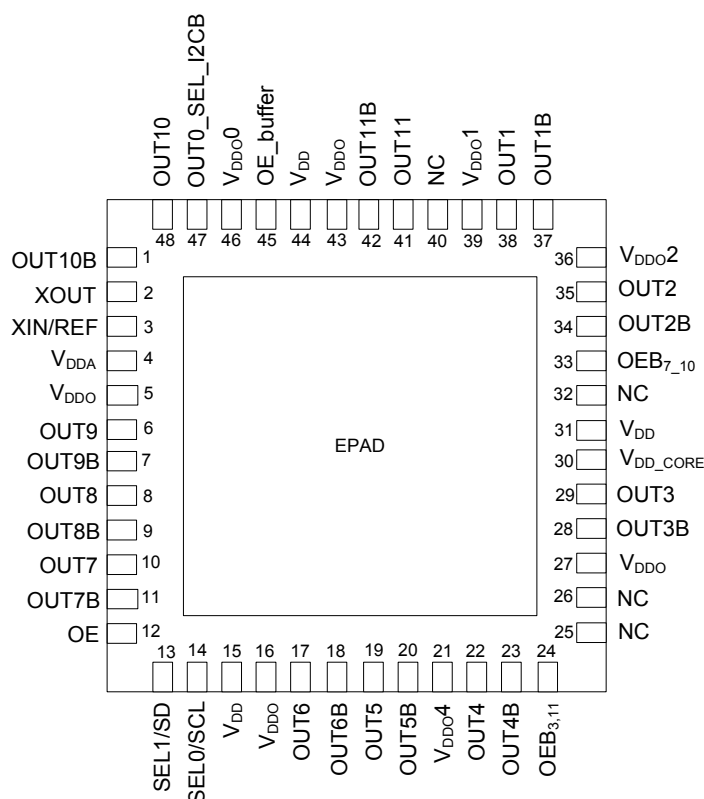 OUT10
OUT0_SEL_I2CB
VDDO0
OE_buffer
VDD
VDDO
OUT11B
OUT11
NC
VDDO1
OUT1
OUT1B
48 47 46 45 44 43 42 41 40 39 38 37
OUT10B 1
XOUT 2
XIN/REF 3
VDDA 4
VDDO 5
OUT9 6
OUT9B 7
OUT8 8
OUT8B 9
OUT7 10
OUT7B 11
OE 12
EPAD
36 VDDO2
35 OUT2
34 OUT2B
33 OEB7_10
32 NC
31 VDD
30 VDD_CORE
29 OUT3
28 OUT3B
27 VDDO
26 NC
25 NC
13 14 15 16 17 18 19 20 21 22 23 24
SEL1/SD
SEL0/SCL
VDD
VDDO
OUT6
OUT6B
OUT5
OUT5B
VDDO4
OUT4
OUT4B
OEB3,11